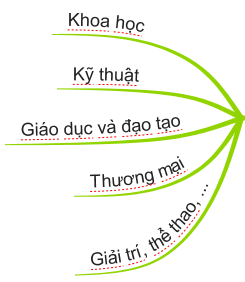 Khoa học
Kỹ thuật
Giáo dục và đạo tạo
Thương mại
Giải trí, thể thao, ...